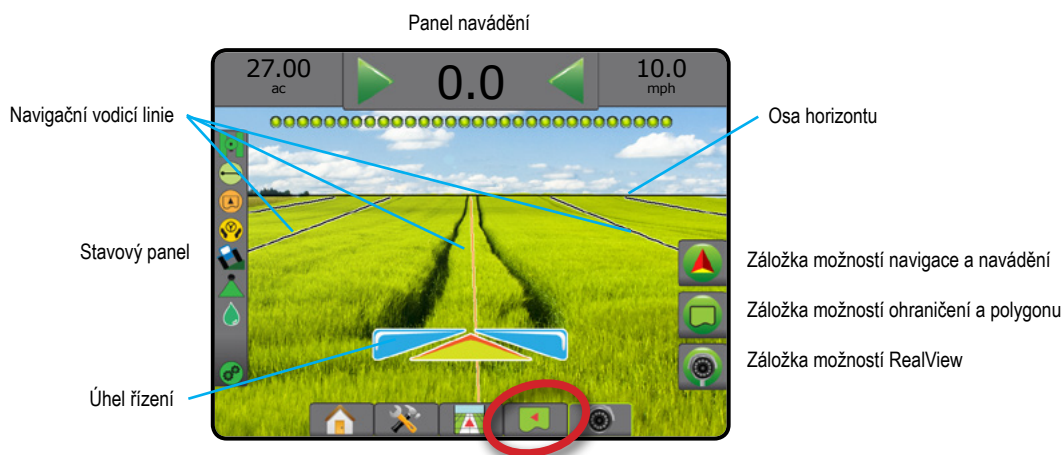 Panel navádění
27.00
ac
0.0
10.0
mph
Navigační vodicí linie
Osa horizontu
Stavový panel
Záložka možností navigace a navádění
Záložka možností ohraničení a polygonu
Záložka možností RealView
Úhel řízení